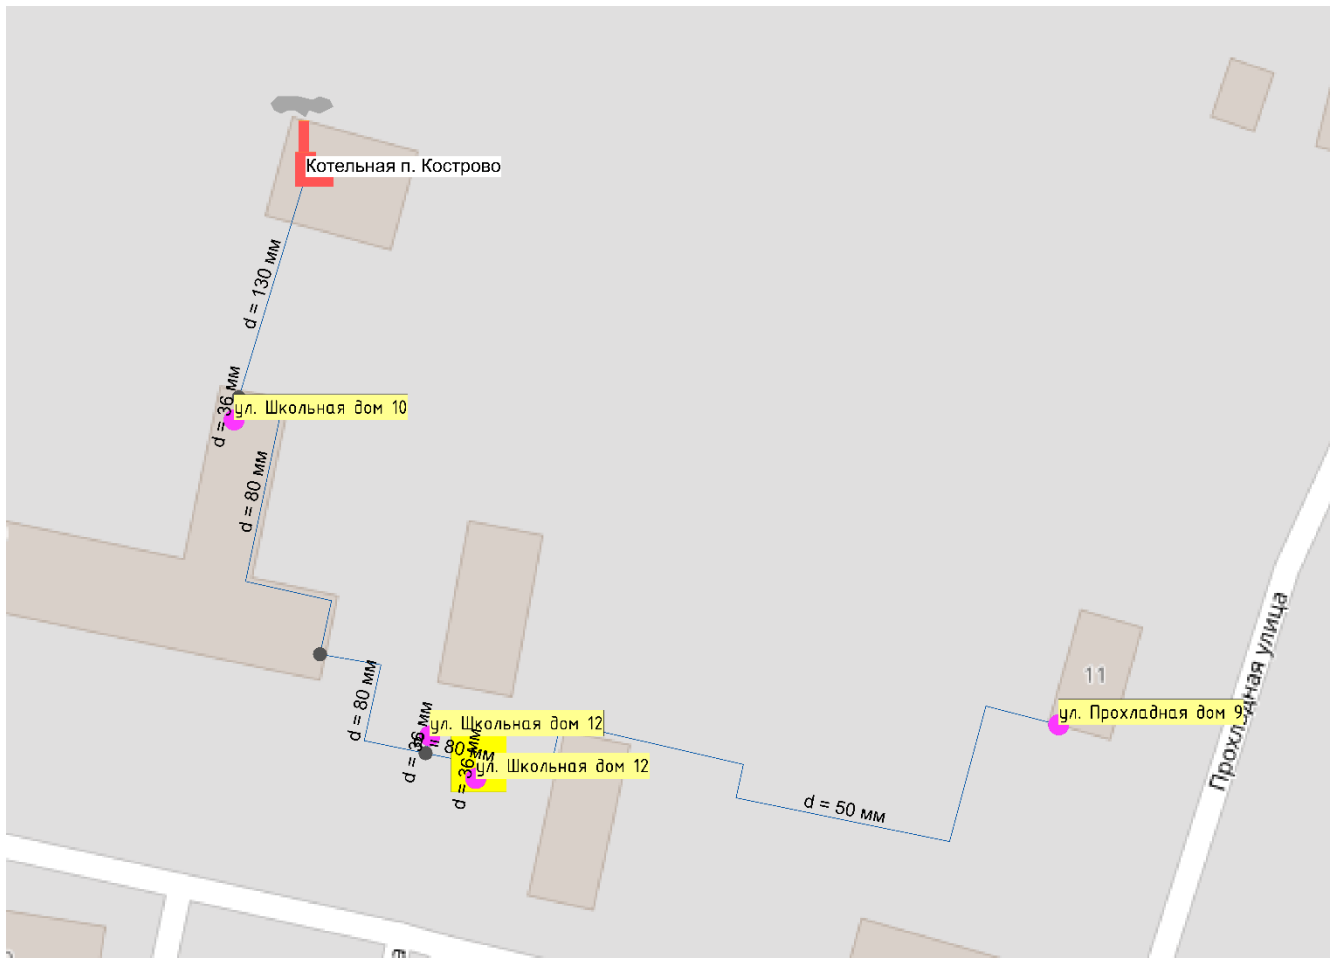 Котельная п. Кострово
d = 130 мм
d = 36 мм
ул. Школьная дом 10
d = 80 мм
11
Прохладная улица
d = 80 мм
ул. Прохладная дом 9
d = 36 мм
ул. Школьная дом 12
80 мм
d = 36 мм
ул. Школьная дом 12
d = 50 мм